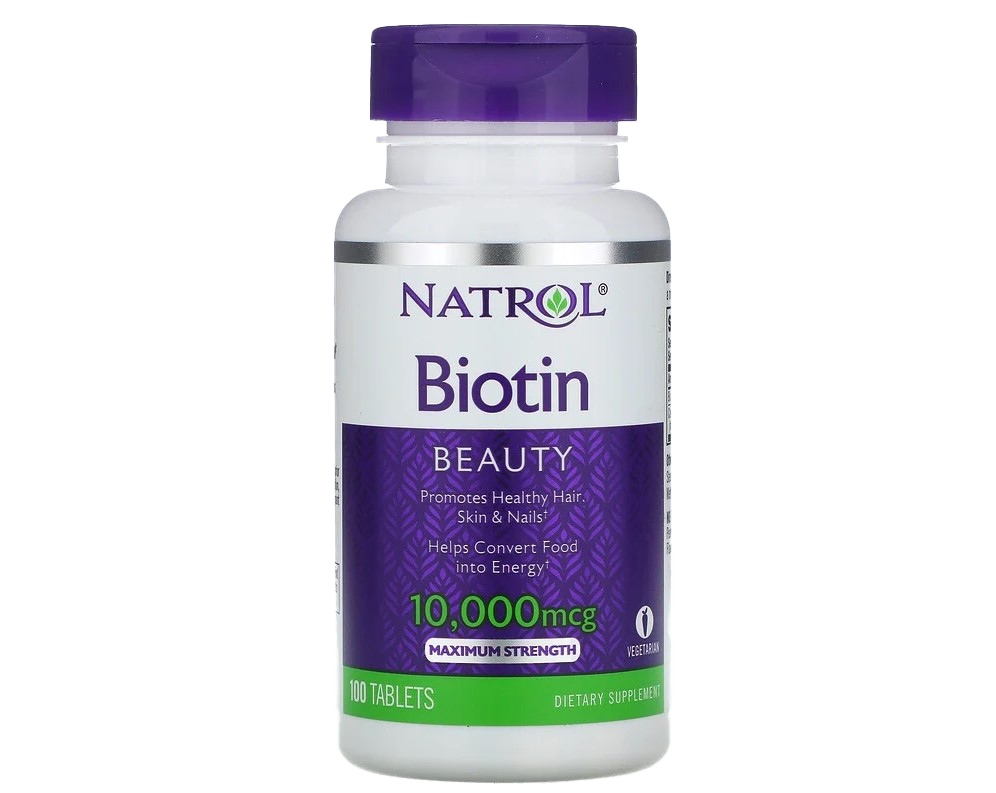 NATROL®
Biotin
BEAUTY
Promotes Healthy Hair,
Skin & Nails†
Helps Convert Food
into Energy†
10,000mcg
MAXIMUM STRENGTH
VEGETARIAN
100 TABLETS
DIETARY SUPPLEMENT